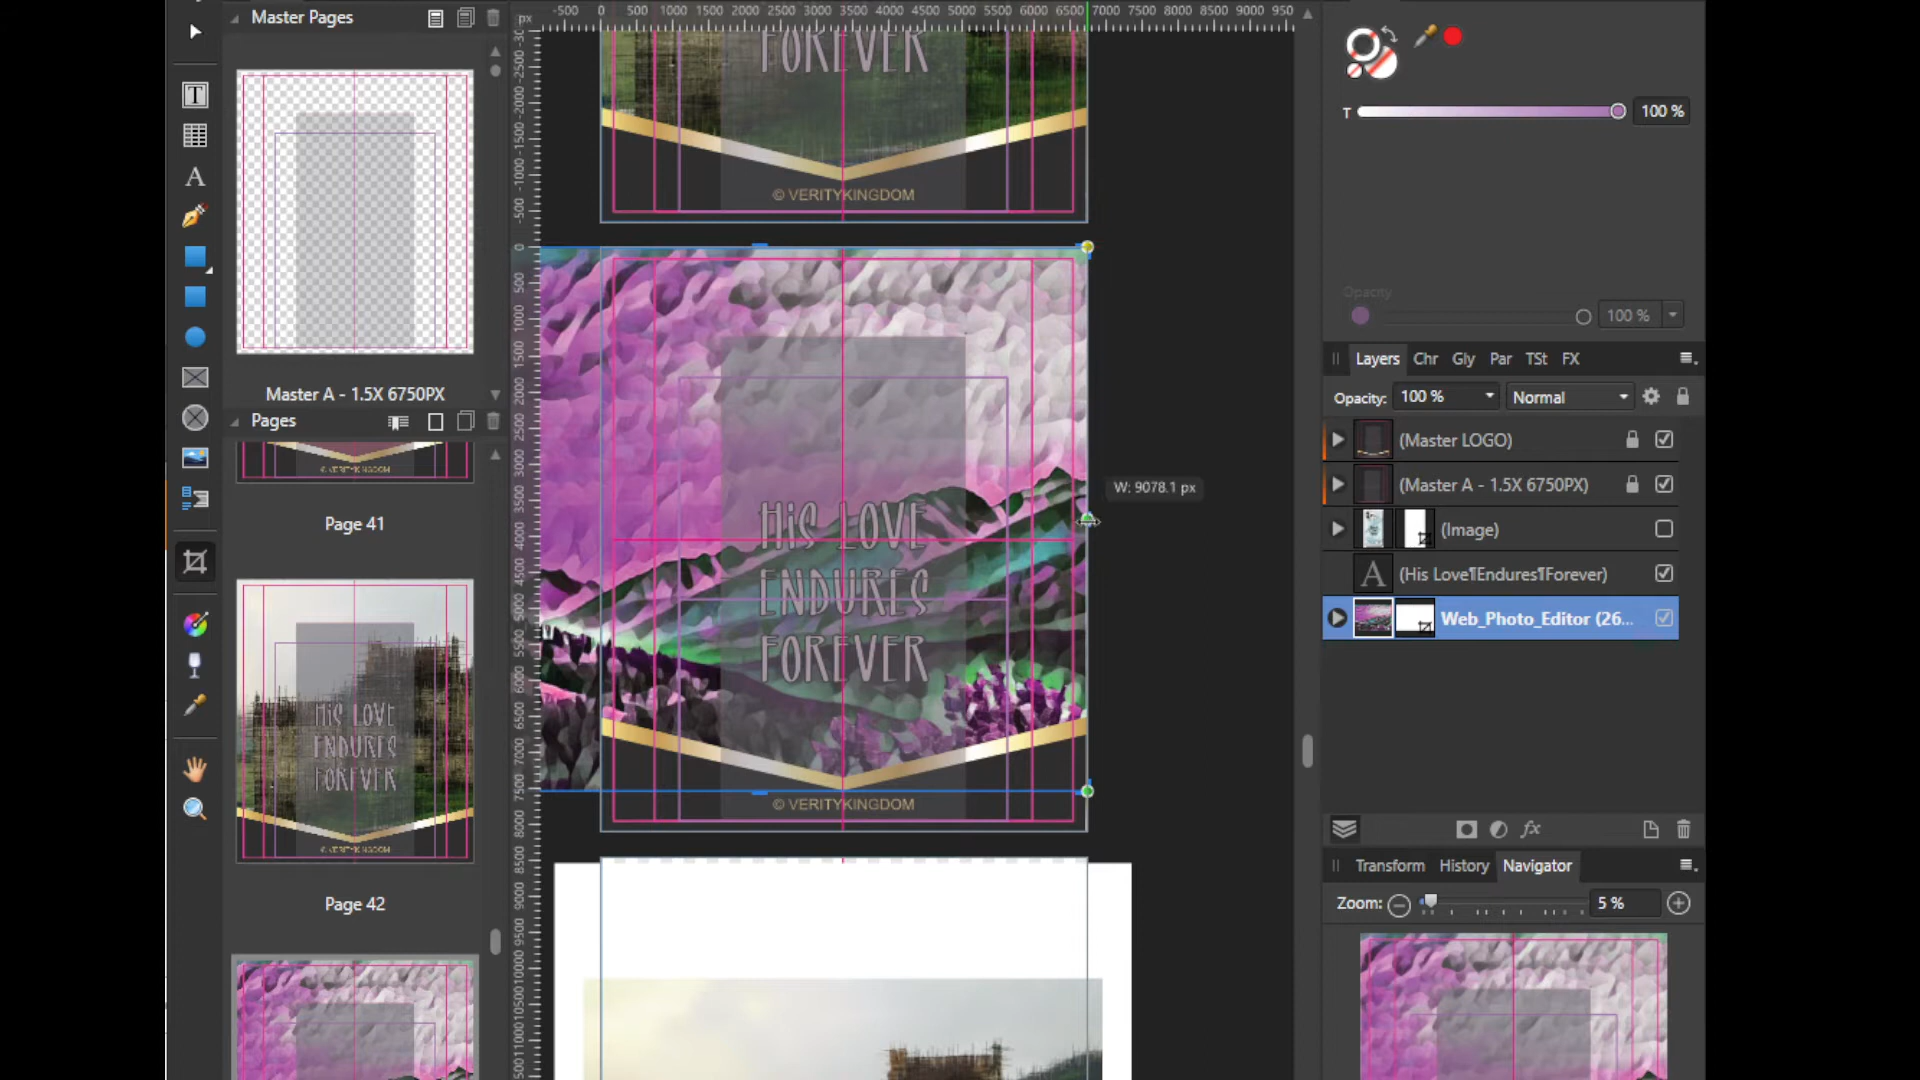 Master Pages
Master A - 1.5X 6750PX
Pages
© VERITYKINGDOM
Page 41
HIS LOVE
ENDURES
FOREVER
© VERITYKINGDOM
Page 42
px
-500 0 500 1000 1500 2000 2500 3000 3500 4000 4500 5000 5500 6000 6500 7000 7500 8000 8500 9000 950
FOREVER
© VERITYKINGDOM
HIS LOVE
ENDURES
FOREVER
© VERITYKINGDOM
W: 9078.1 px
T
100 %
Opacity
100 %
Layers Chr Gly Par TSt FX
Opacity: 100 % Normal
(Master LOGO)
(Master A - 1.5X 6750PX)
(Image)
(His Love¶Endures¶Forever)
Web_Photo_Editor (26...
Transform History Navigator
Zoom: 5 %